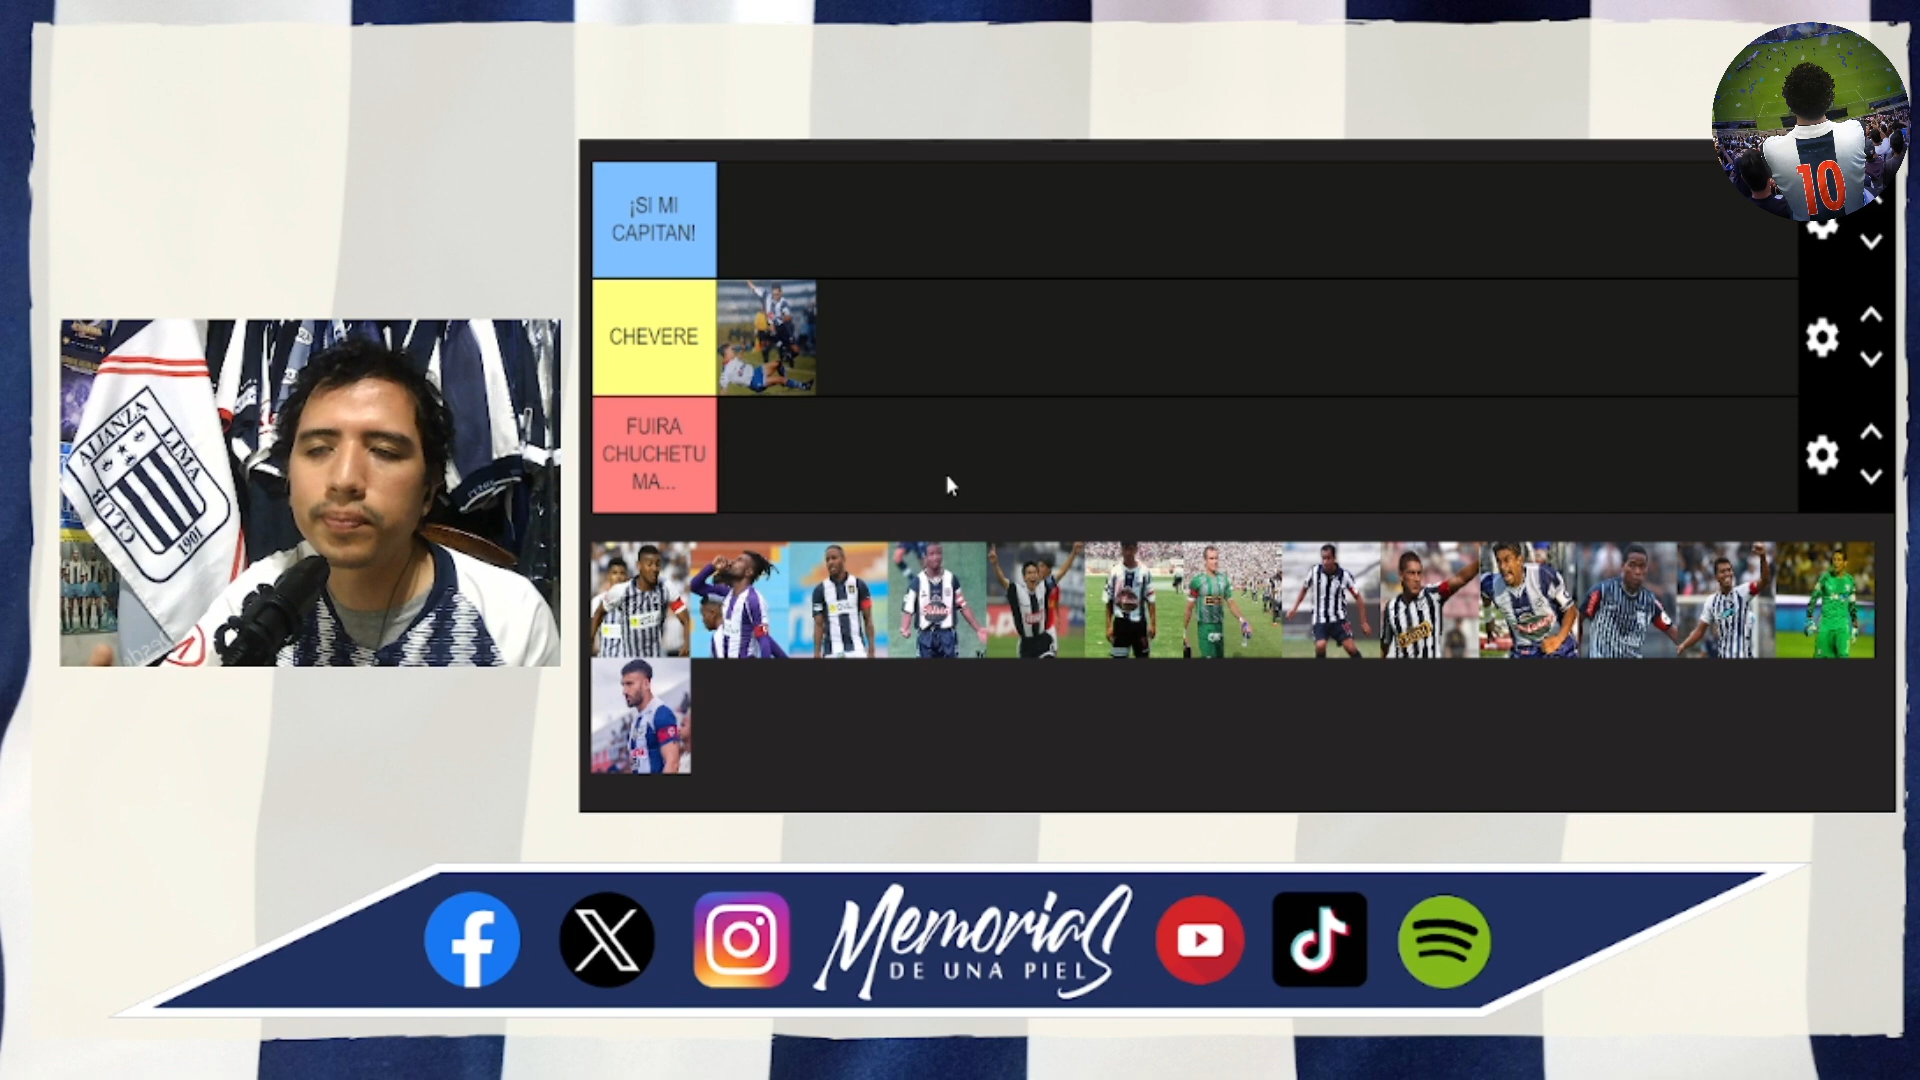 ¡SI MI
CAPITAN!
CHEVERE
FUIRA
CHUCHETU
MA...
10
ALIANZA
LIMA
CLUB
1901
Memorias
DE UNA PIEL